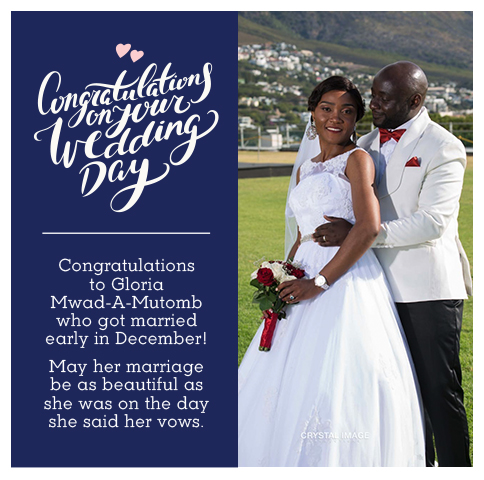 Congratulations
on your
Wedding
Day
Congratulations
to Gloria
Mwad-A-Mutomb
who got married
early in December!
May her marriage
be as beautiful as
she was on the day
she said her vows.
CRYSTAL IMAGE